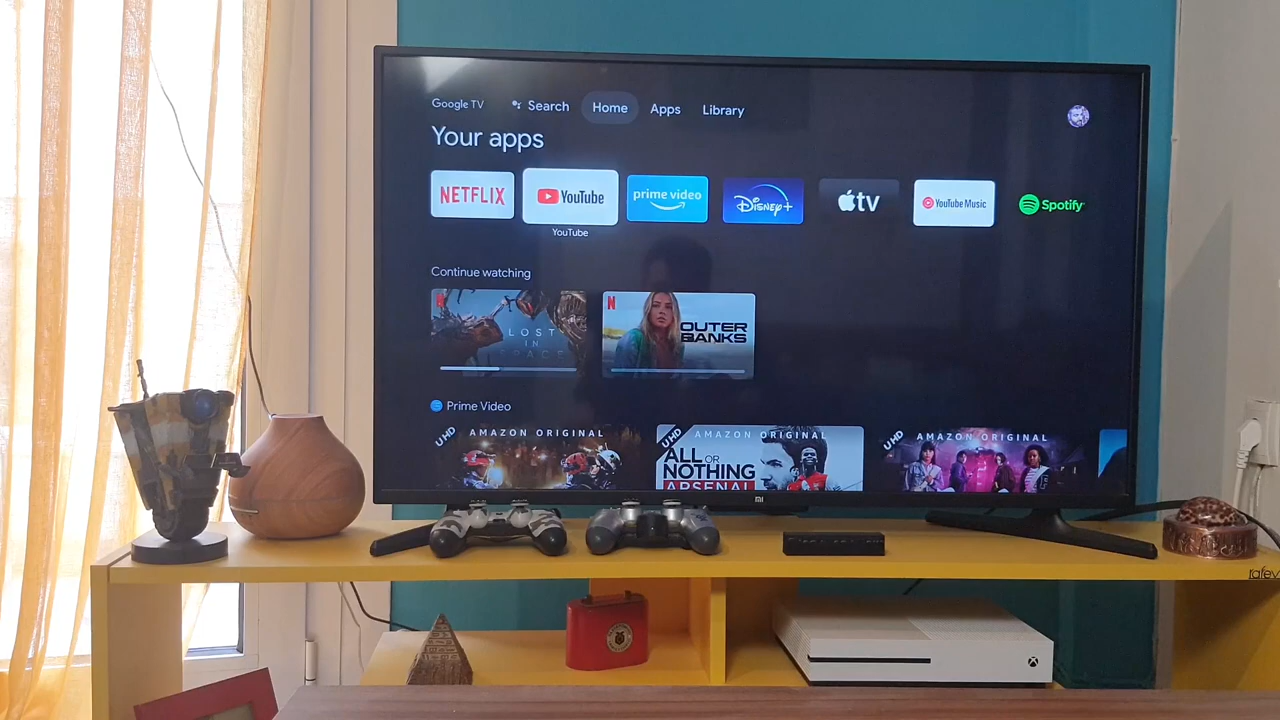 Google TV
Search
Home
Apps
Library
Your apps
NETFLIX
YouTube
prime video
Disney+
tv
YouTube Music
Spotify
YouTube
Continue watching
N
LOST
IN
SPACE
N
OUTER
BANKS
Prime Video
UHD
AMAZON ORIGINAL
UHD
AMAZON ORIGINAL
ALL OR
NOTHING
ARSENAL
UHD
AMAZON ORIGINAL
mi